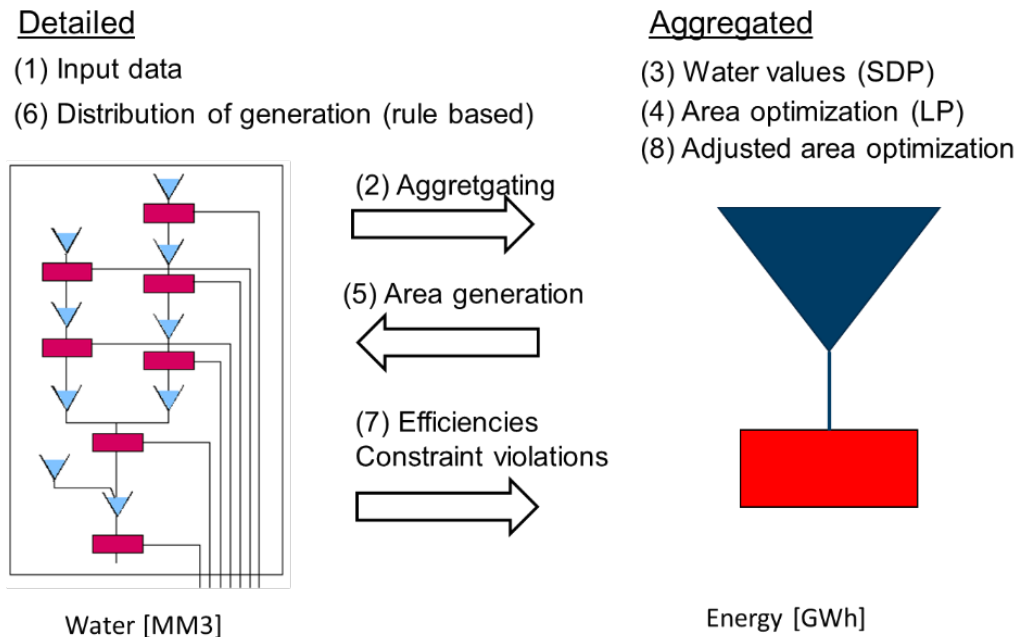 Detailed
(1) Input data
(6) Distribution of generation (rule based)
Aggregated
(3) Water values (SDP)
(4) Area optimization (LP)
(8) Adjusted area optimization
(2) Aggretgating
(5) Area generation
(7) Efficiencies
Constraint violations
Water [MM3]
Energy [GWh]